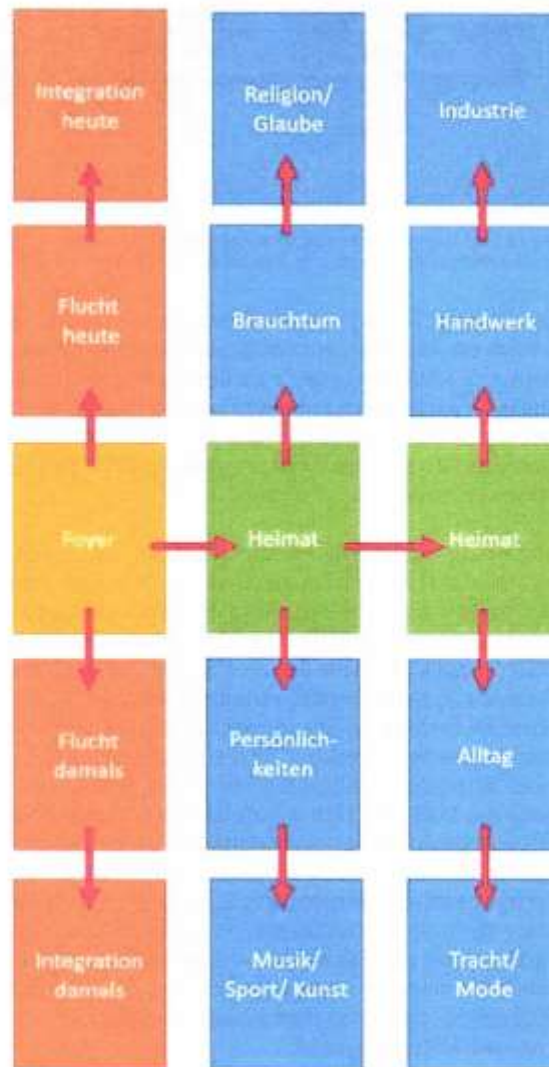 Integration
heute
Religion/
Glaube
Industrie
Flucht
heute
Brauchtum
Handwerk
Foyer
Heimat
Heimat
Flucht
damals
Persönlich-
keiten
Alltag
Integration
damals
Musik/
Sport/ Kunst
Tracht/
Mode